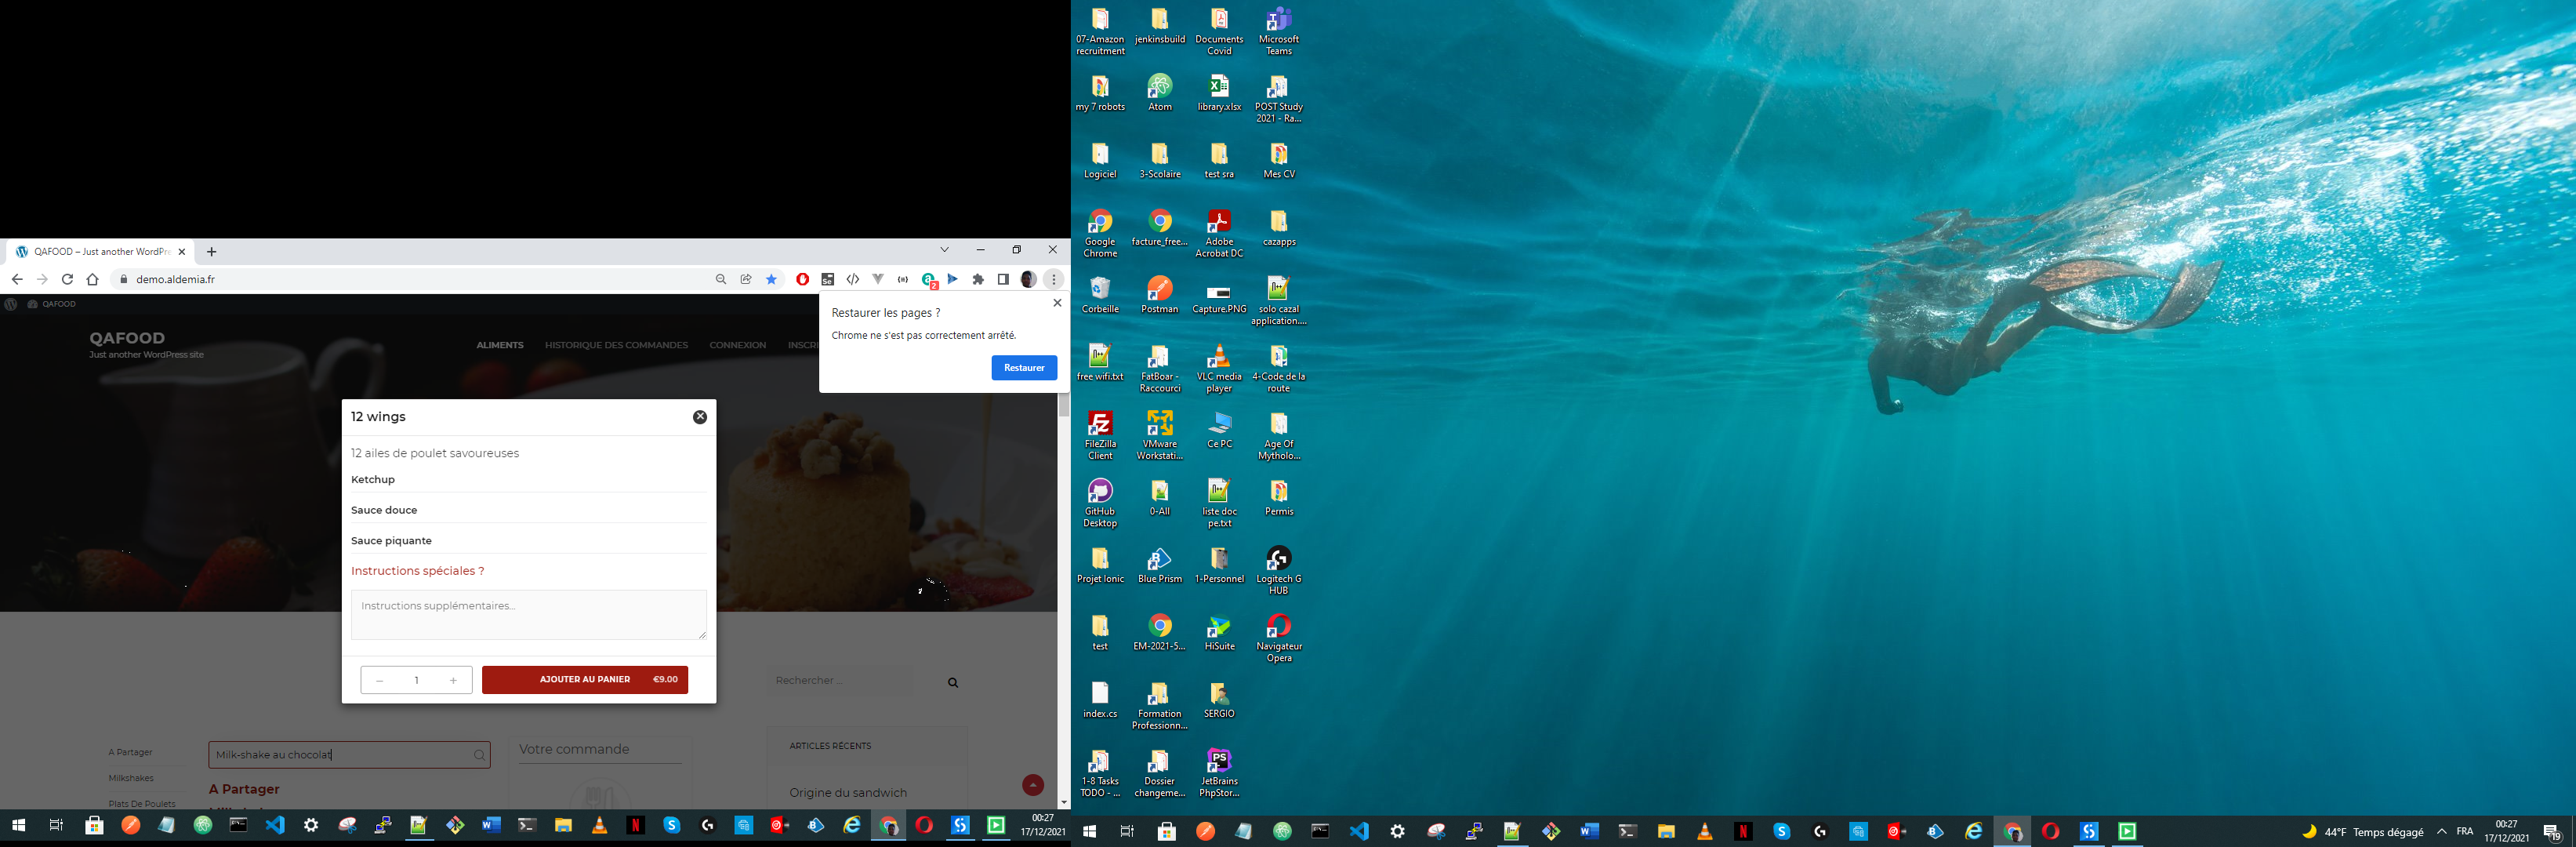 QAFOOD – Just another WordPre
demo.aldemia.fr
Se
2
QAFOOD
Restaurer les pages ?
Chrome ne s'est pas correctement arrêté.
Restaurer
QAFOOD
Just another WordPress site
ALIMENTS
HISTORIQUE DES COMMANDES
CONNEXION
INSCRI
12 wings
12 ailes de poulet savoureuses
Ketchup
Sauce douce
Sauce piquante
Instructions spéciales ?
Instructions supplémentaires...
1
AJOUTER AU PANIER €9.00
Rechercher ...
A Partager
Milkshakes
Plats De Poulets
Milk-shake au chocolat
A Partager
Votre commande
ARTICLES RÉCENTS
Origine du sandwich
00:27
17/12/2021
07-Amazon
recruitment
jenkinsbuild
Documents
Covid
Microsoft
Teams
my 7 robots
Atom
library.xlsx
POST Study
2021 - Ra...
Logiciel
3-Scolaire
test sra
Mes CV
Google
Chrome
facture_free...
Adobe
Acrobat DC
cazapps
Corbeille
Postman
Capture.PNG
solo cazal
application....
free wifi.txt
FatBoar -
Raccourci
VLC media
player
4-Code de la
route
FileZilla
Client
VMware
Workstati...
Ce PC
Age Of
Mytholo...
GitHub
Desktop
0-All
liste doc
pe.txt
Permis
Projet Ionic
Blue Prism
1-Personnel
Logitech G
HUB
test
EM-2021-5...
HiSuite
Navigateur
Opera
index.cs
Formation
Professionn...
SERGIO
1-8 Tasks
TODO - ...
Dossier
changeme...
JetBrains
PhpStor...
44°F Temps dégagé
FRA
00:27
17/12/2021
19